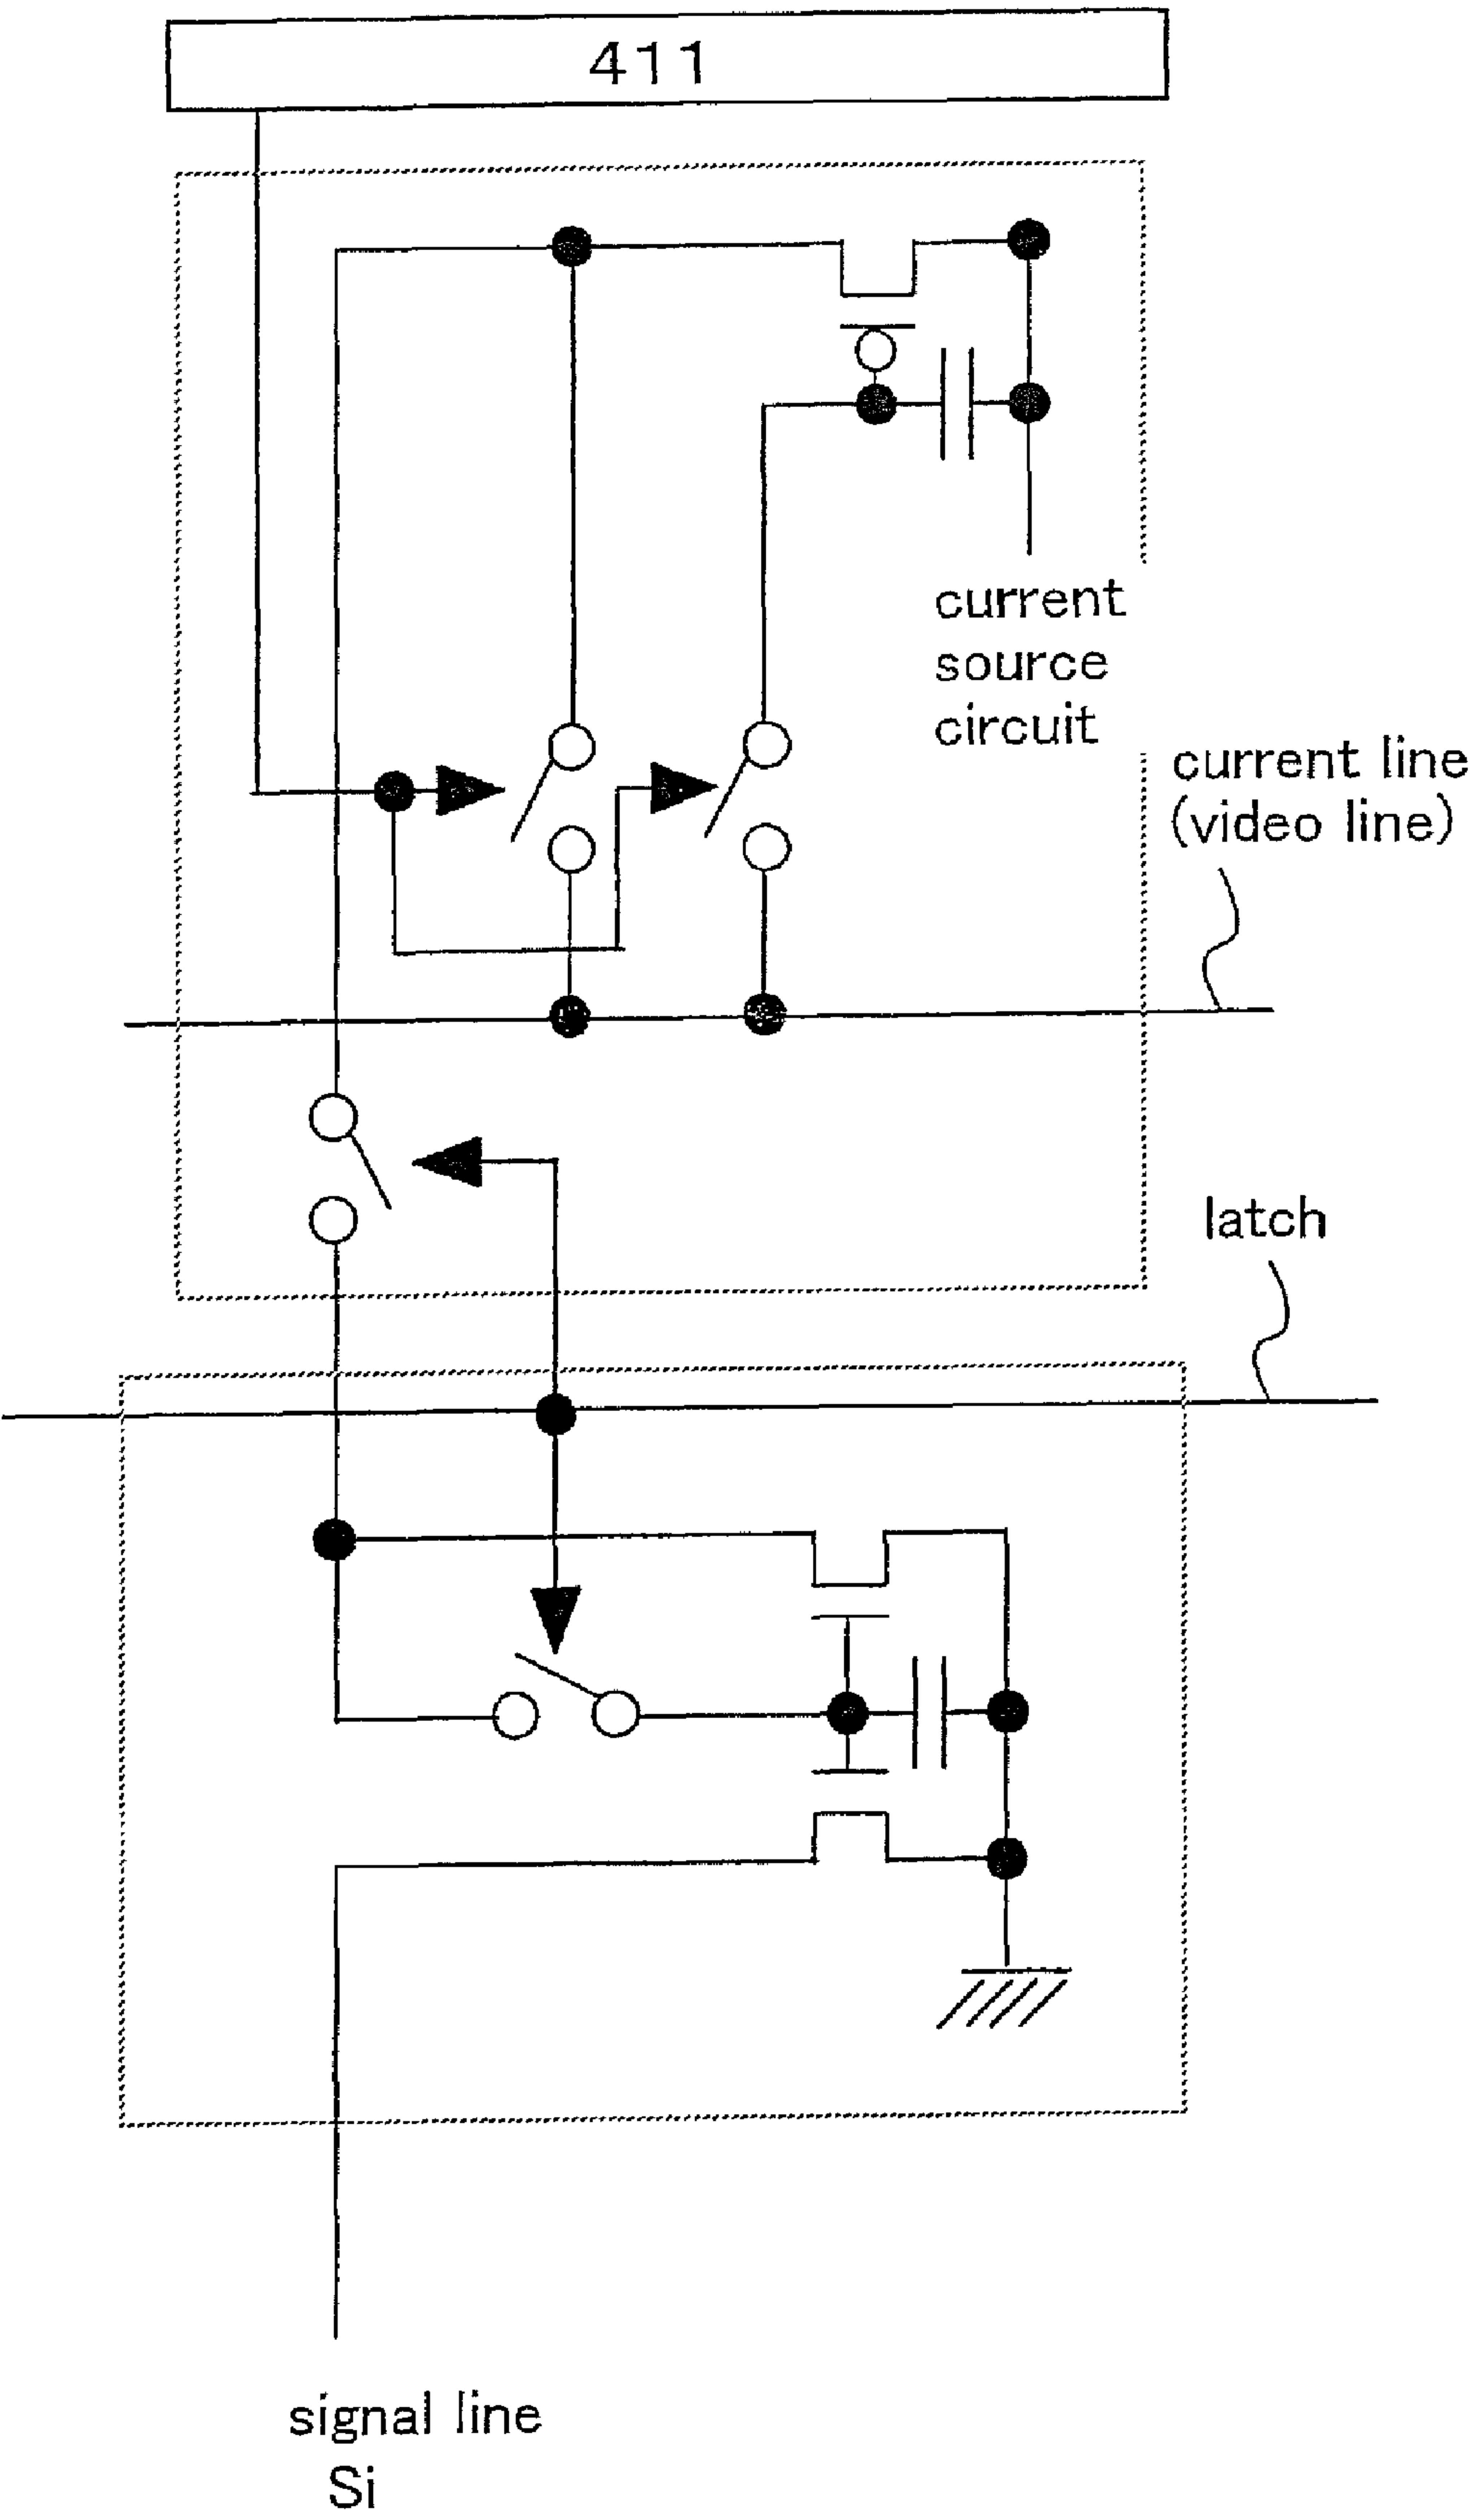 411
current
source
circuit
current line
(video line)
latch
signal line
Si